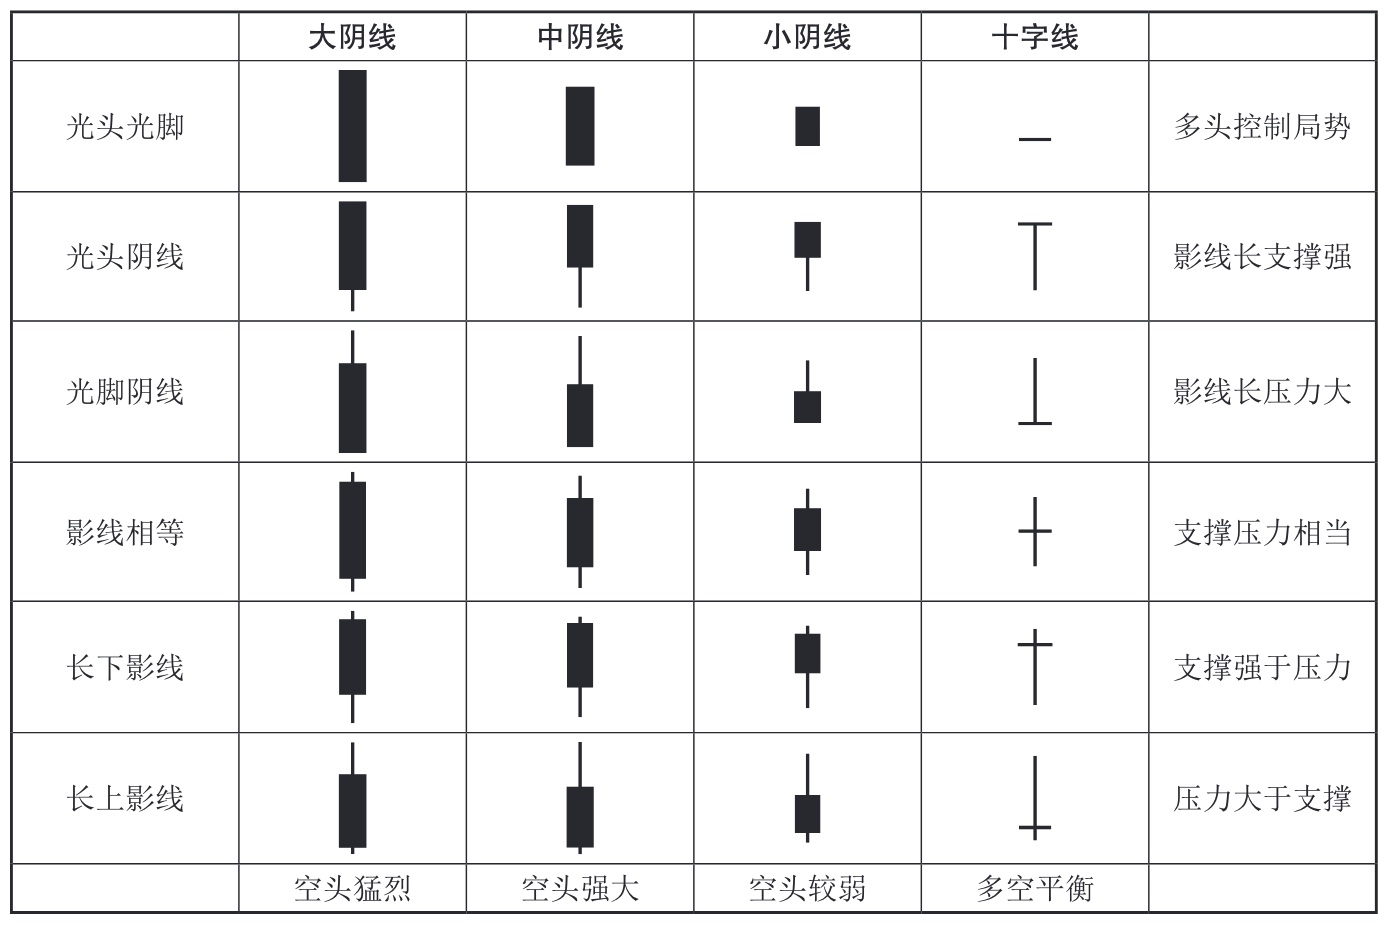 大阴线 中阴线 小阴线 十字线
光头光脚 多头控制局势
光头阴线 影线长支撑强
光脚阴线 影线长压力大
影线相等 支撑压力相当
长下影线 支撑强于压力
长上影线 压力大于支撑
空头猛烈 空头强大 空头较弱 多空平衡